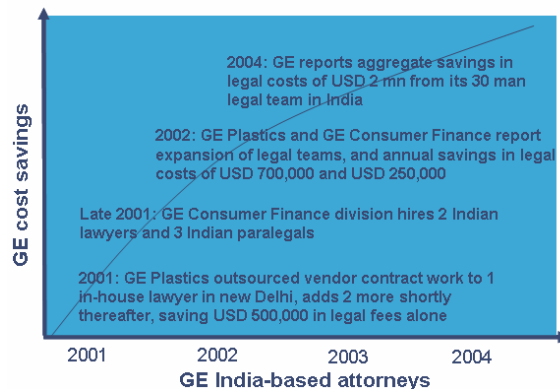 GE cost savings
2004: GE reports aggregate savings in
legal costs of USD 2 mn from its 30 man
legal team in India
2002: GE Plastics and GE Consumer Finance report
expansion of legal teams, and annual savings in legal
costs of USD 700,000 and USD 250,000
Late 2001: GE Consumer Finance division hires 2 Indian
lawyers and 3 Indian paralegals
2001: GE Plastics outsourced vendor contract work to 1
in-house lawyer in new Delhi, adds 2 more shortly
thereafter, saving USD 500,000 in legal fees alone
2001 2002 2003 2004
GE India-based attorneys